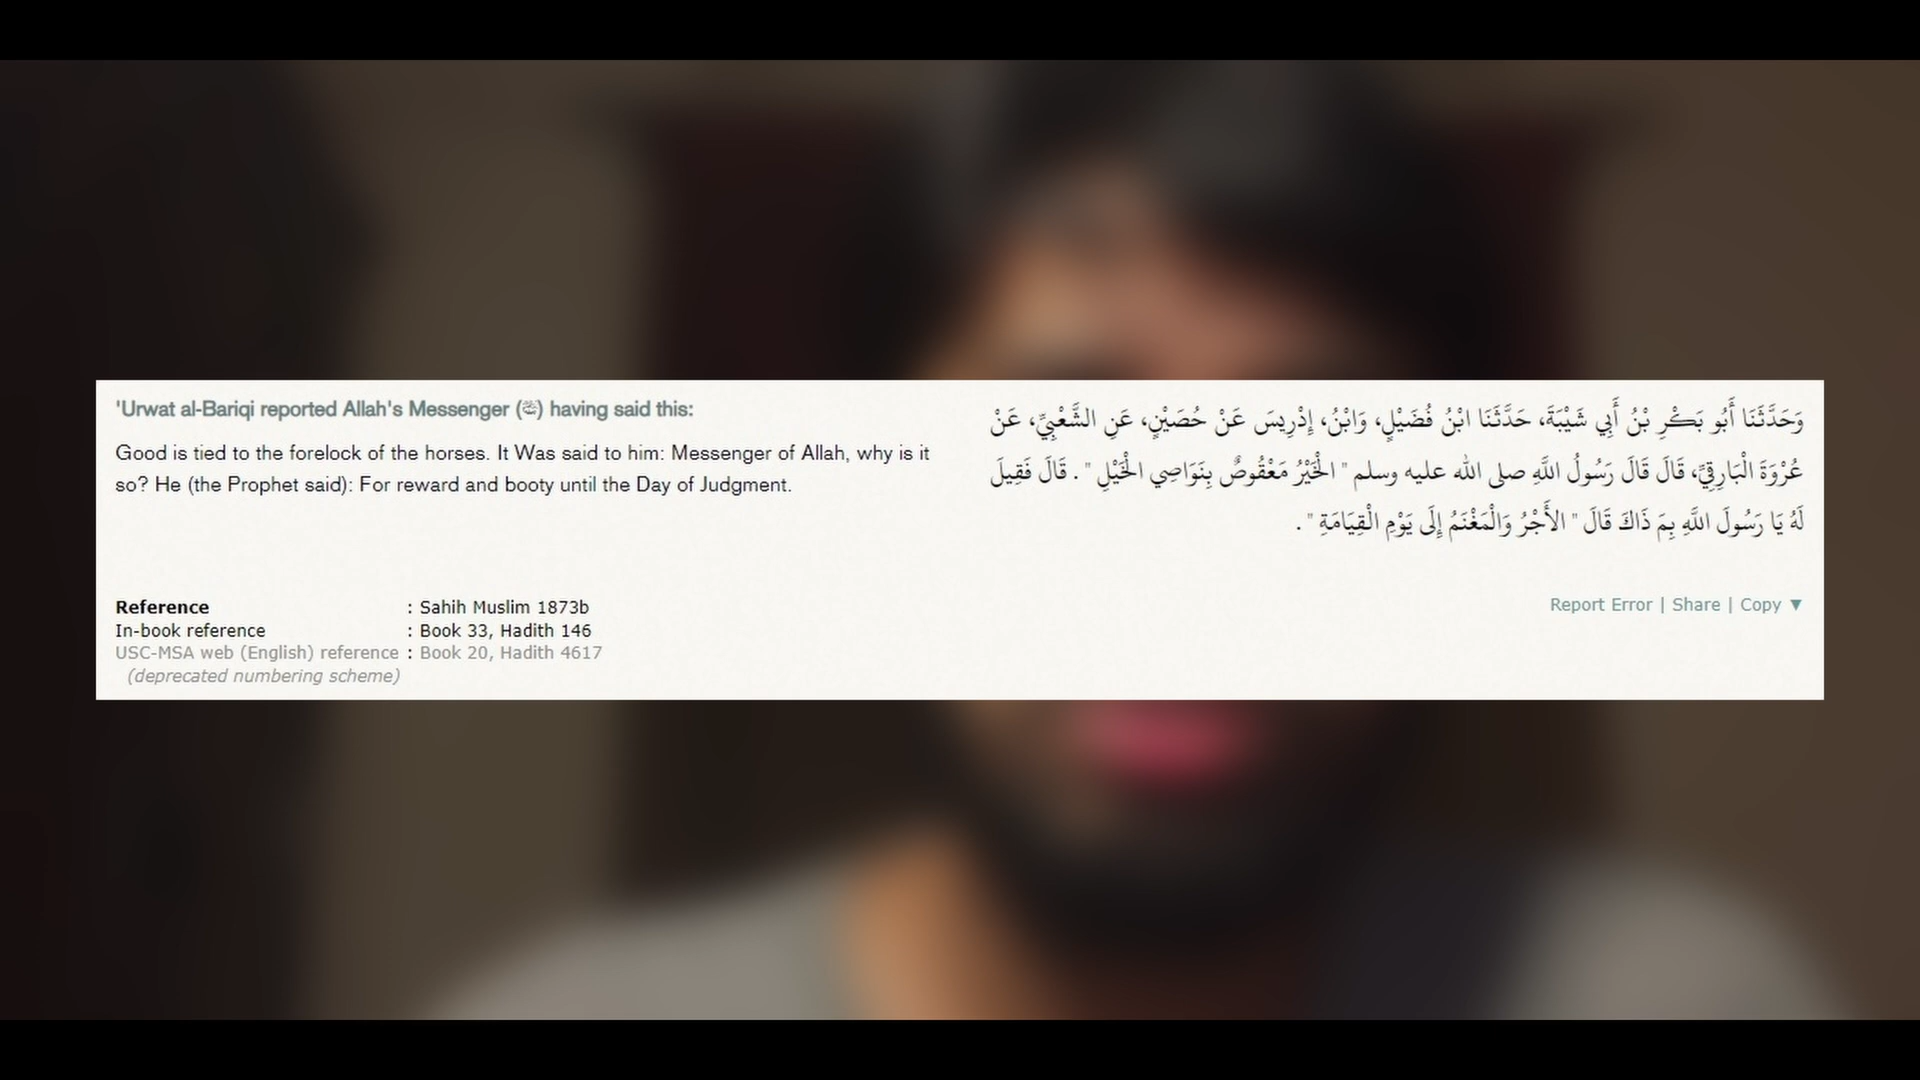 'Urwat al-Bariqi reported Allah's Messenger (ﷺ) having said this:
Good is tied to the forelock of the horses. It Was said to him: Messenger of Allah, why is it
so? He (the Prophet said): For reward and booty until the Day of Judgment.
وَحَدَّثَنَا أَبُو بَكْرِ بْنُ أَبِي شَيْبَةَ، حَدَّثَنَا ابْنُ فُضَيْلٍ، وَابْنُ، إِدْرِيسَ عَنْ حُصَيْنٍ، عَنِ الشَّعْبِيِّ، عَنْ
عُرْوَةَ الْبَارِقِيِّ، قَالَ قَالَ رَسُولُ اللَّهِ صلى الله عليه وسلم " الْخَيْرُ مَعْقُوصٌ بِنَوَاصِي الْخَيْلِ " . قَالَ فَقِيلَ
لَهُ يَا رَسُولَ اللَّهِ بِمَ ذَاكَ قَالَ " الأَجْرُ وَالْمَغْنَمُ إِلَى يَوْمِ الْقِيَامَةِ " .
Reference : Sahih Muslim 1873b
In-book reference : Book 33, Hadith 146
USC-MSA web (English) reference : Book 20, Hadith 4617
(deprecated numbering scheme)
Report Error | Share | Copy ▼